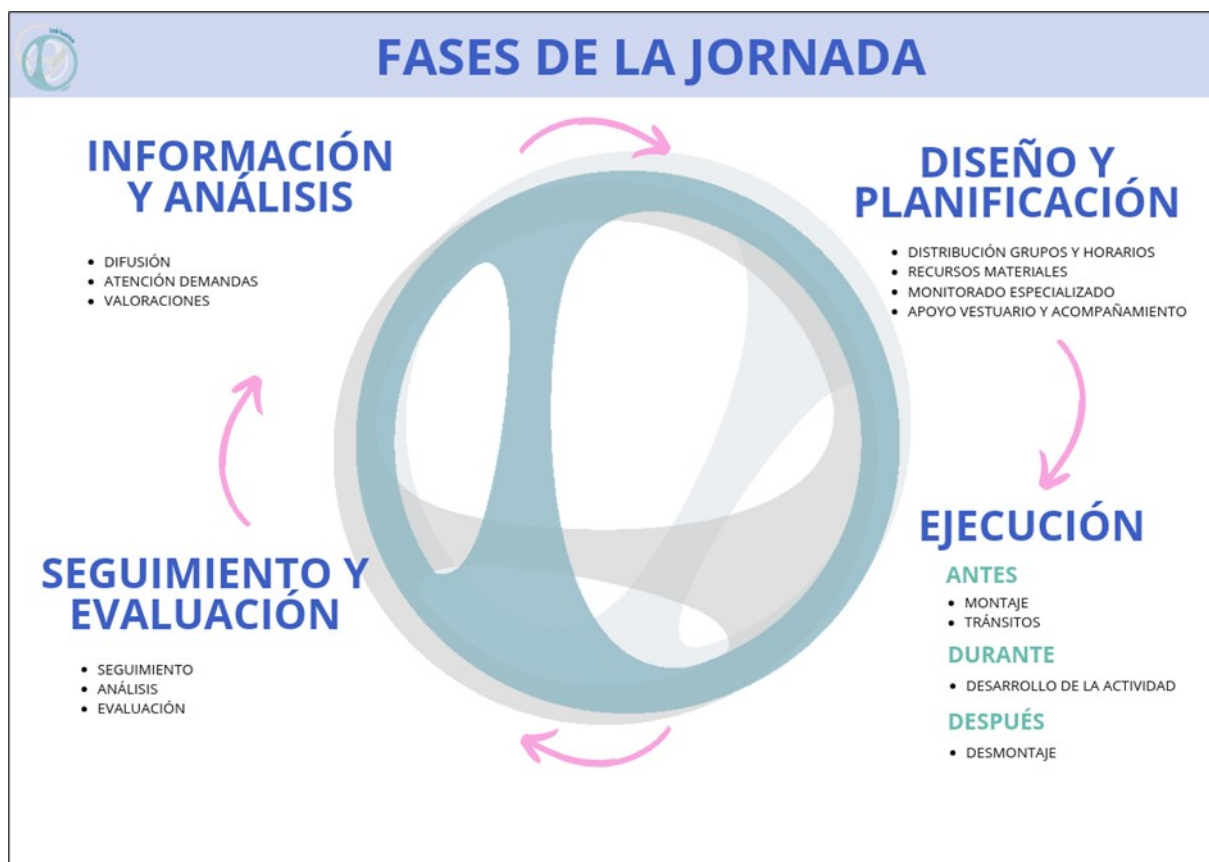 FASES DE LA JORNADA
INFORMACIÓN
Y ANÁLISIS
• DIFUSIÓN
• ATENCIÓN DEMANDAS
• VALORACIONES
DISEÑO Y
PLANIFICACIÓN
• DISTRIBUCIÓN GRUPOS Y HORARIOS
• RECURSOS MATERIALES
• MONITORADO ESPECIALIZADO
• APOYO VESTUARIO Y ACOMPAÑAMIENTO
EJECUCIÓN
ANTES
• MONTAJE
• TRÁNSITOS
DURANTE
• DESARROLLO DE LA ACTIVIDAD
DESPUÉS
• DESMONTAJE
SEGUIMIENTO Y
EVALUACIÓN
• SEGUIMIENTO
• ANÁLISIS
• EVALUACIÓN